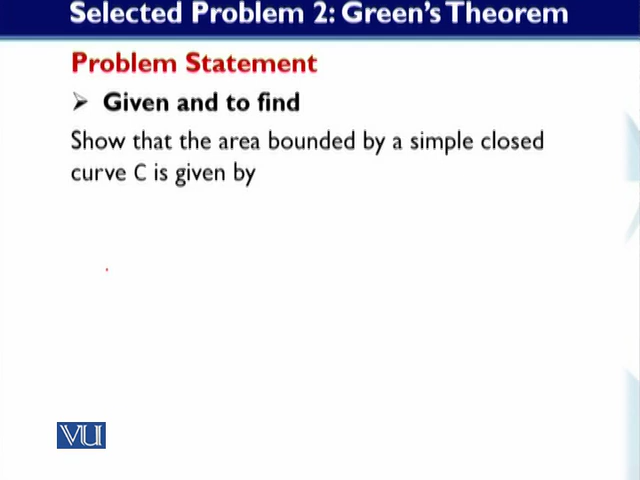 Selected Problem 2: Green's Theorem
Problem Statement
➢ Given and to find
Show that the area bounded by a simple closed
curve C is given by
VU